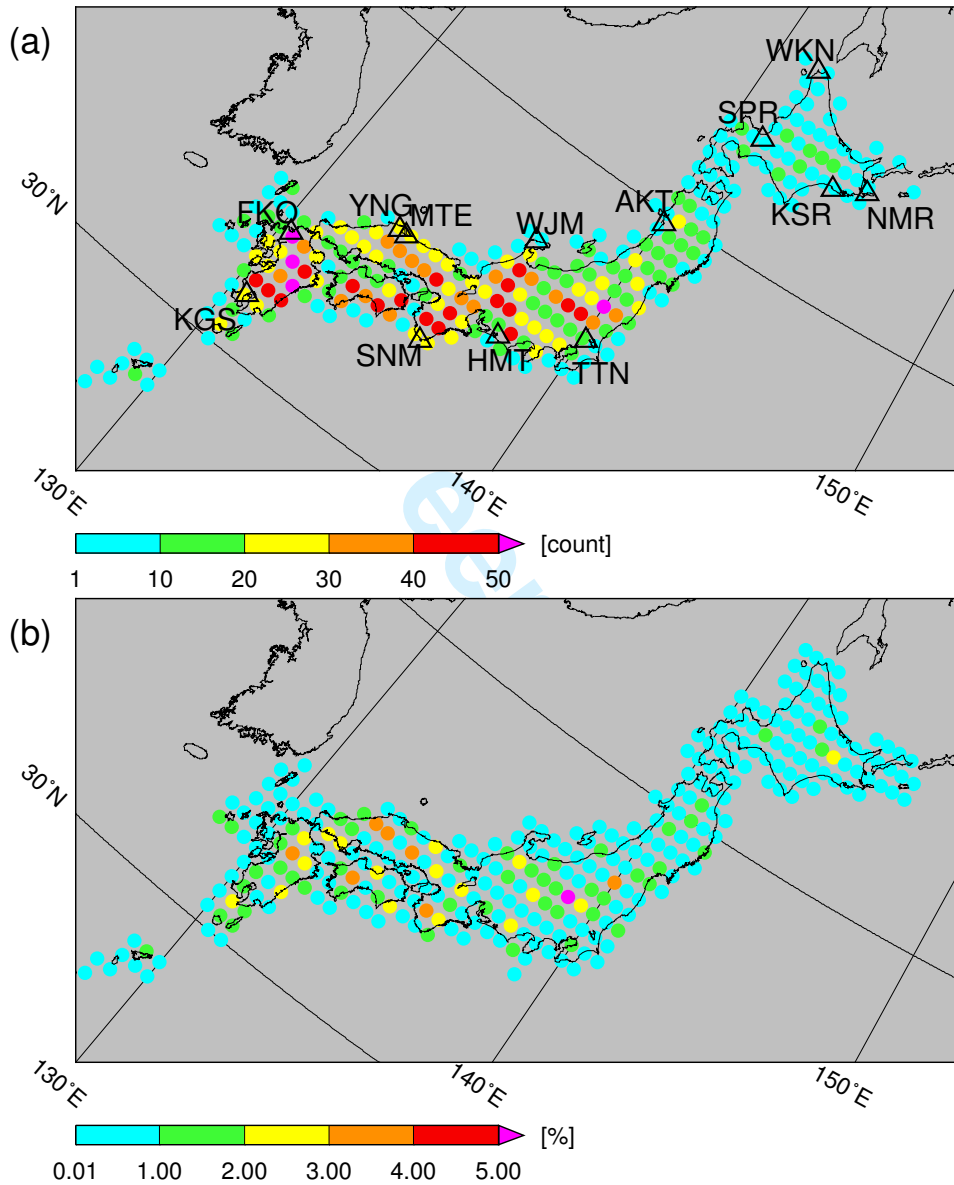 (a)
WKN
SPR
30°N
FKO
YNG
MTE
WJM
AKT
KSR
NMR
KGS
SNM
HMT
TTN
130°E
140°E
150°E
[count]
1 10 20 30 40 50
(b)
30°N
130°E
140°E
150°E
[%]
0.01 1.00 2.00 3.00 4.00 5.00